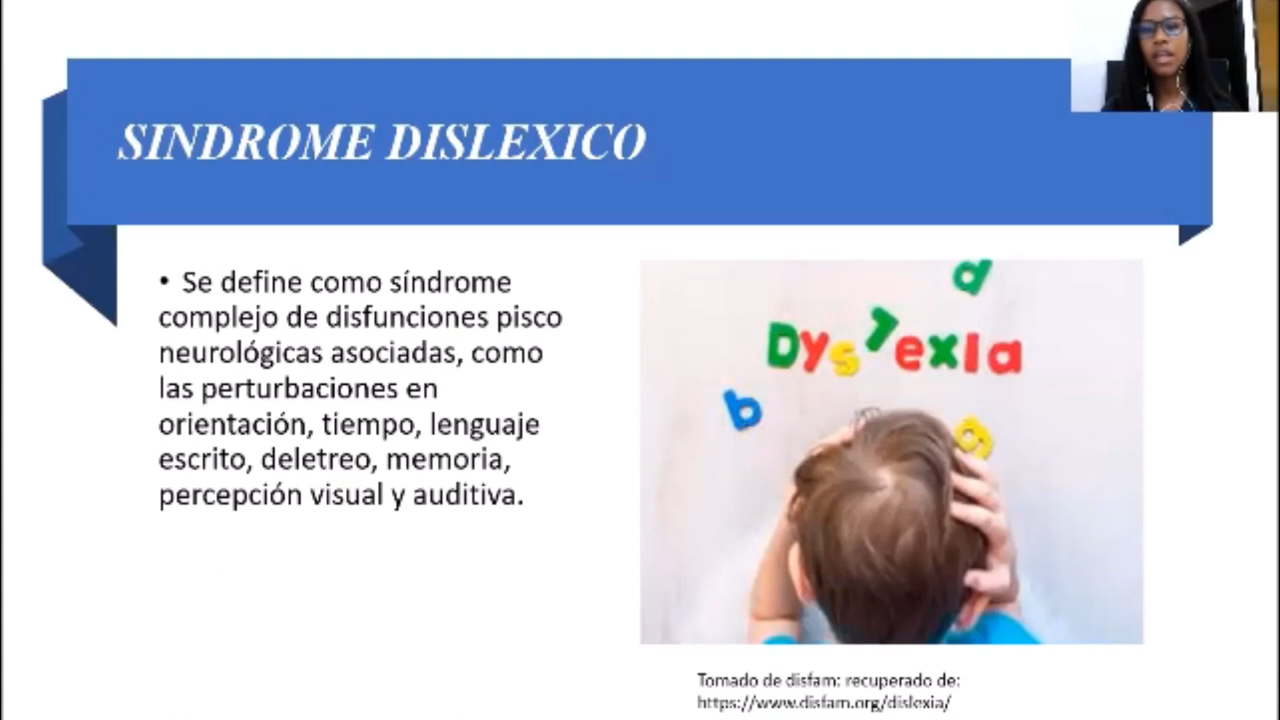 SINDROME DISLEXICO
• Se define como síndrome
complejo de disfunciones pisco
neurológicas asociadas, como
las perturbaciones en
orientación, tiempo, lenguaje
escrito, deletreo, memoria,
percepción visual y auditiva.
d
Dyslexia
b
g
Tomado de disfam: recuperado de:
https://www.disfam.org/dislexia/